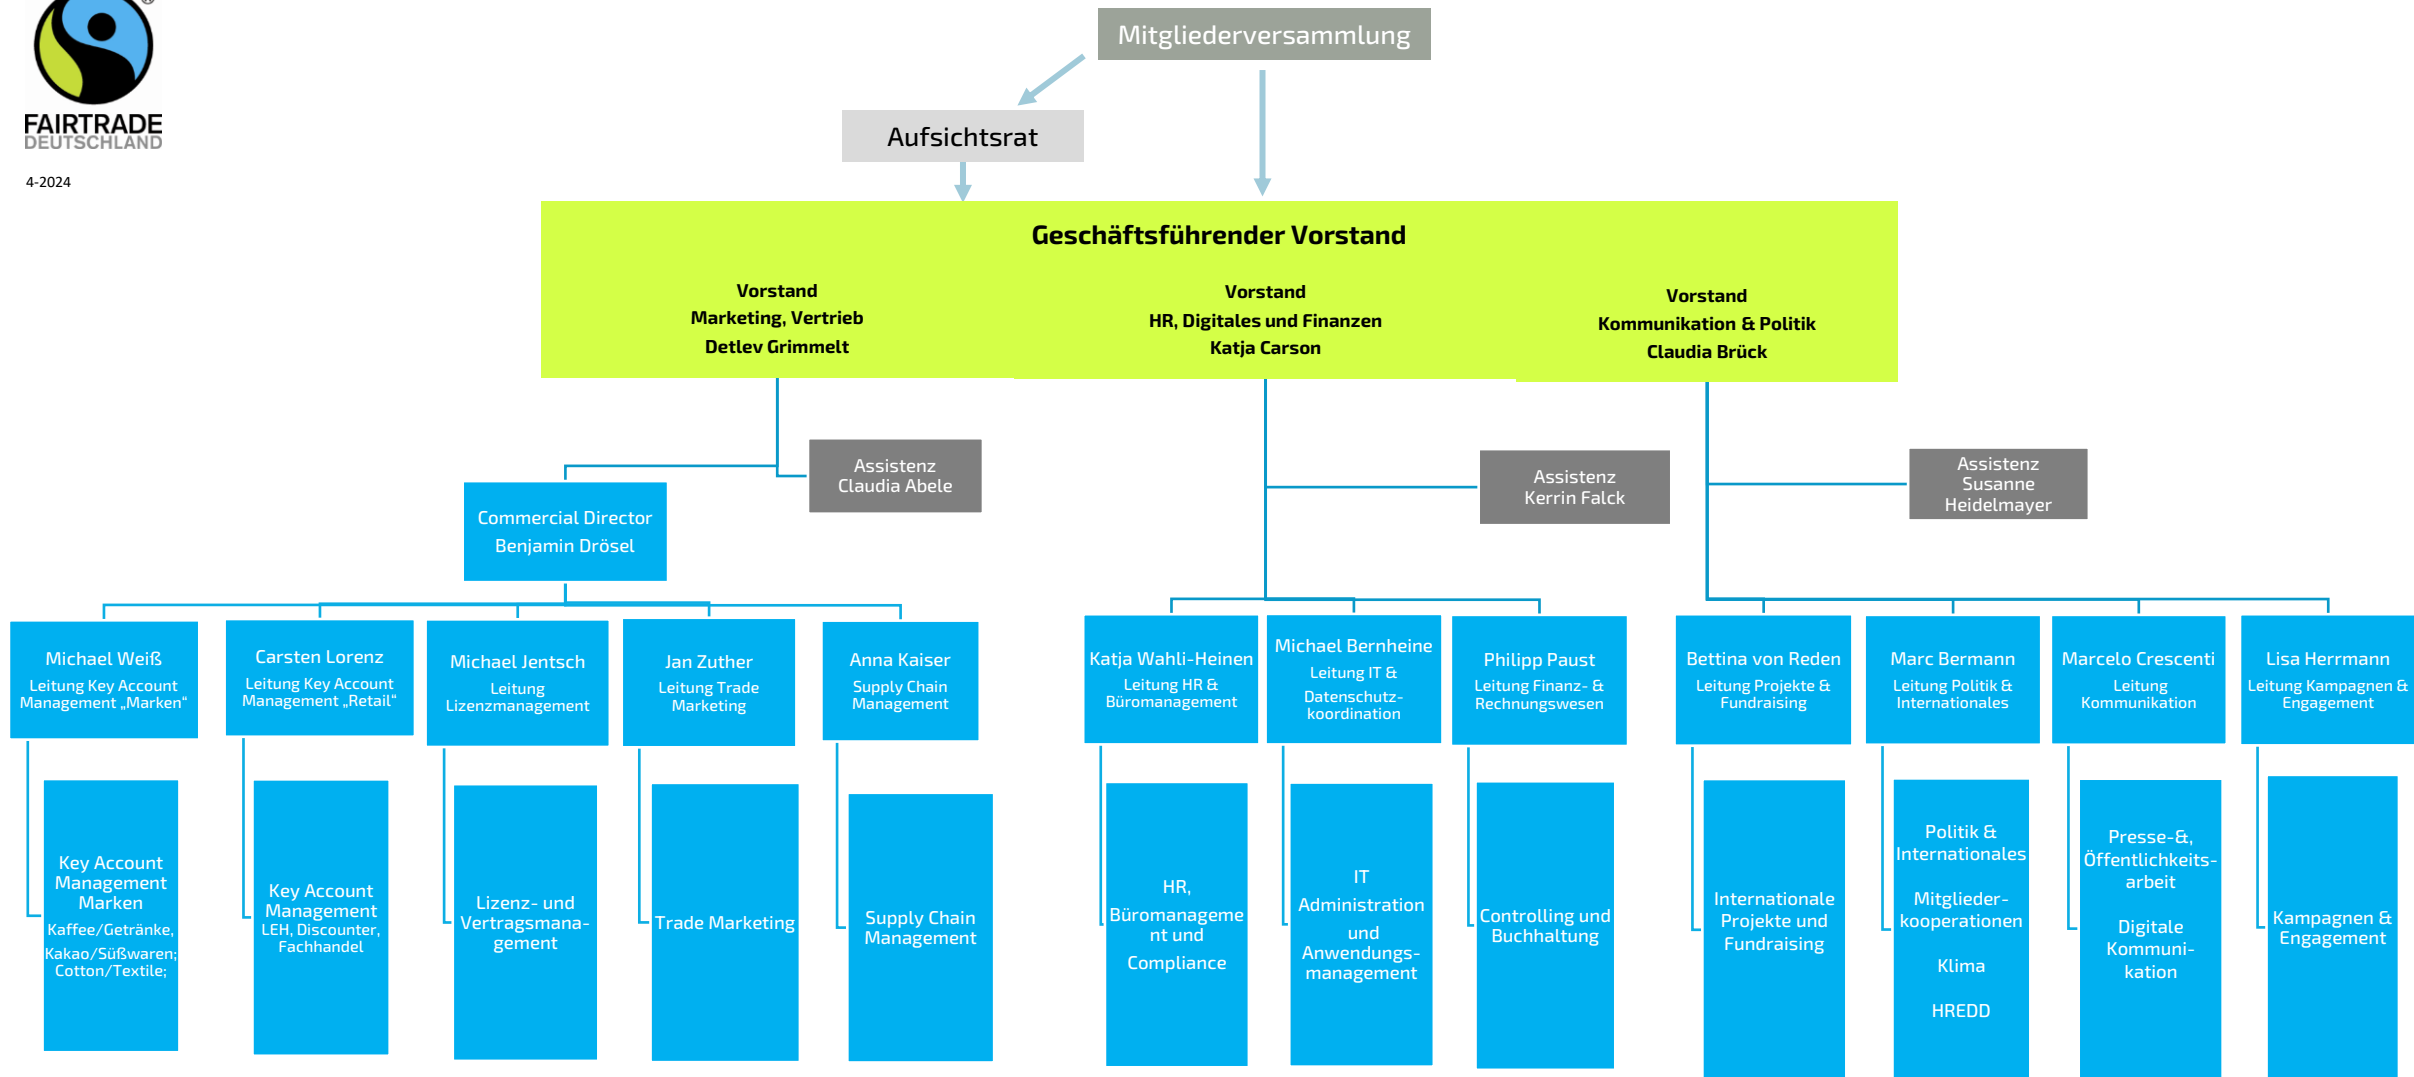 ®
FAIRTRADE
DEUTSCHLAND
4-2024
Mitgliederversammlung
Aufsichtsrat
Geschäftsführender Vorstand
Vorstand
Marketing, Vertrieb
Detlev Grimmelt
Vorstand
HR, Digitales und Finanzen
Katja Carson
Vorstand
Kommunikation & Politik
Claudia Brück
Assistenz
Claudia Abele
Assistenz
Kerrin Falck
Assistenz
Susanne
Heidelmayer
Commercial Director
Benjamin Drösel
Michael Weiß
Leitung Key Account
Management „Marken“
Carsten Lorenz
Leitung Key Account
Management „Retail“
Michael Jentsch
Leitung
Lizenzmanagement
Jan Zuther
Leitung Trade
Marketing
Anna Kaiser
Supply Chain
Management
Katja Wahli-Heinen
Leitung HR &
Büromanagement
Michael Bernheine
Leitung IT &
Datenschutz-
koordination
Philipp Paust
Leitung Finanz- &
Rechnungswesen
Bettina von Reden
Leitung Projekte &
Fundraising
Marc Bermann
Leitung Politik &
Internationales
Marcelo Crescenti
Leitung
Kommunikation
Lisa Herrmann
Leitung Kampagnen &
Engagement
Key Account
Management
Marken
Kaffee/Getränke,
Kakao/Süßwaren;
Cotton/Textile;
Key Account
Management
LEH, Discounter,
Fachhandel
Lizenz- und
Vertragsmana-
gement
Trade Marketing
Supply Chain
Management
HR,
Büromanageme
nt und
Compliance
IT
Administration
und
Anwendungs-
management
Controlling und
Buchhaltung
Internationale
Projekte und
Fundraising
Politik &
Internationales
Mitglieder-
kooperationen
Klima
HREDD
Presse-&,
Öffentlichkeits-
arbeit
Digitale
Kommuni-
kation
Kampagnen &
Engagement